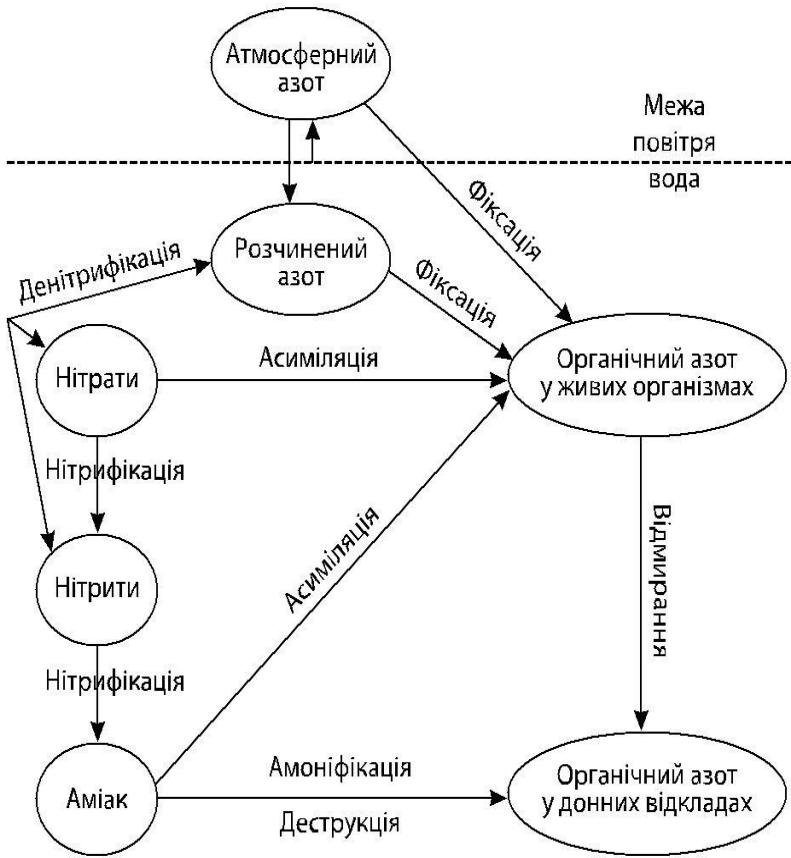 Атмосферний
азот
Межа
повітря
вода
Фіксація
Розчинений
азот
Денітрифікація
Фіксація
Нітрати
Асиміляція
Органічний азот
у живих організмах
Нітрифікація
Асиміляція
Відмирання
Нітрити
Нітрифікація
Аміак
Амоніфікація
Деструкція
Органічний азот
у донних відкладах